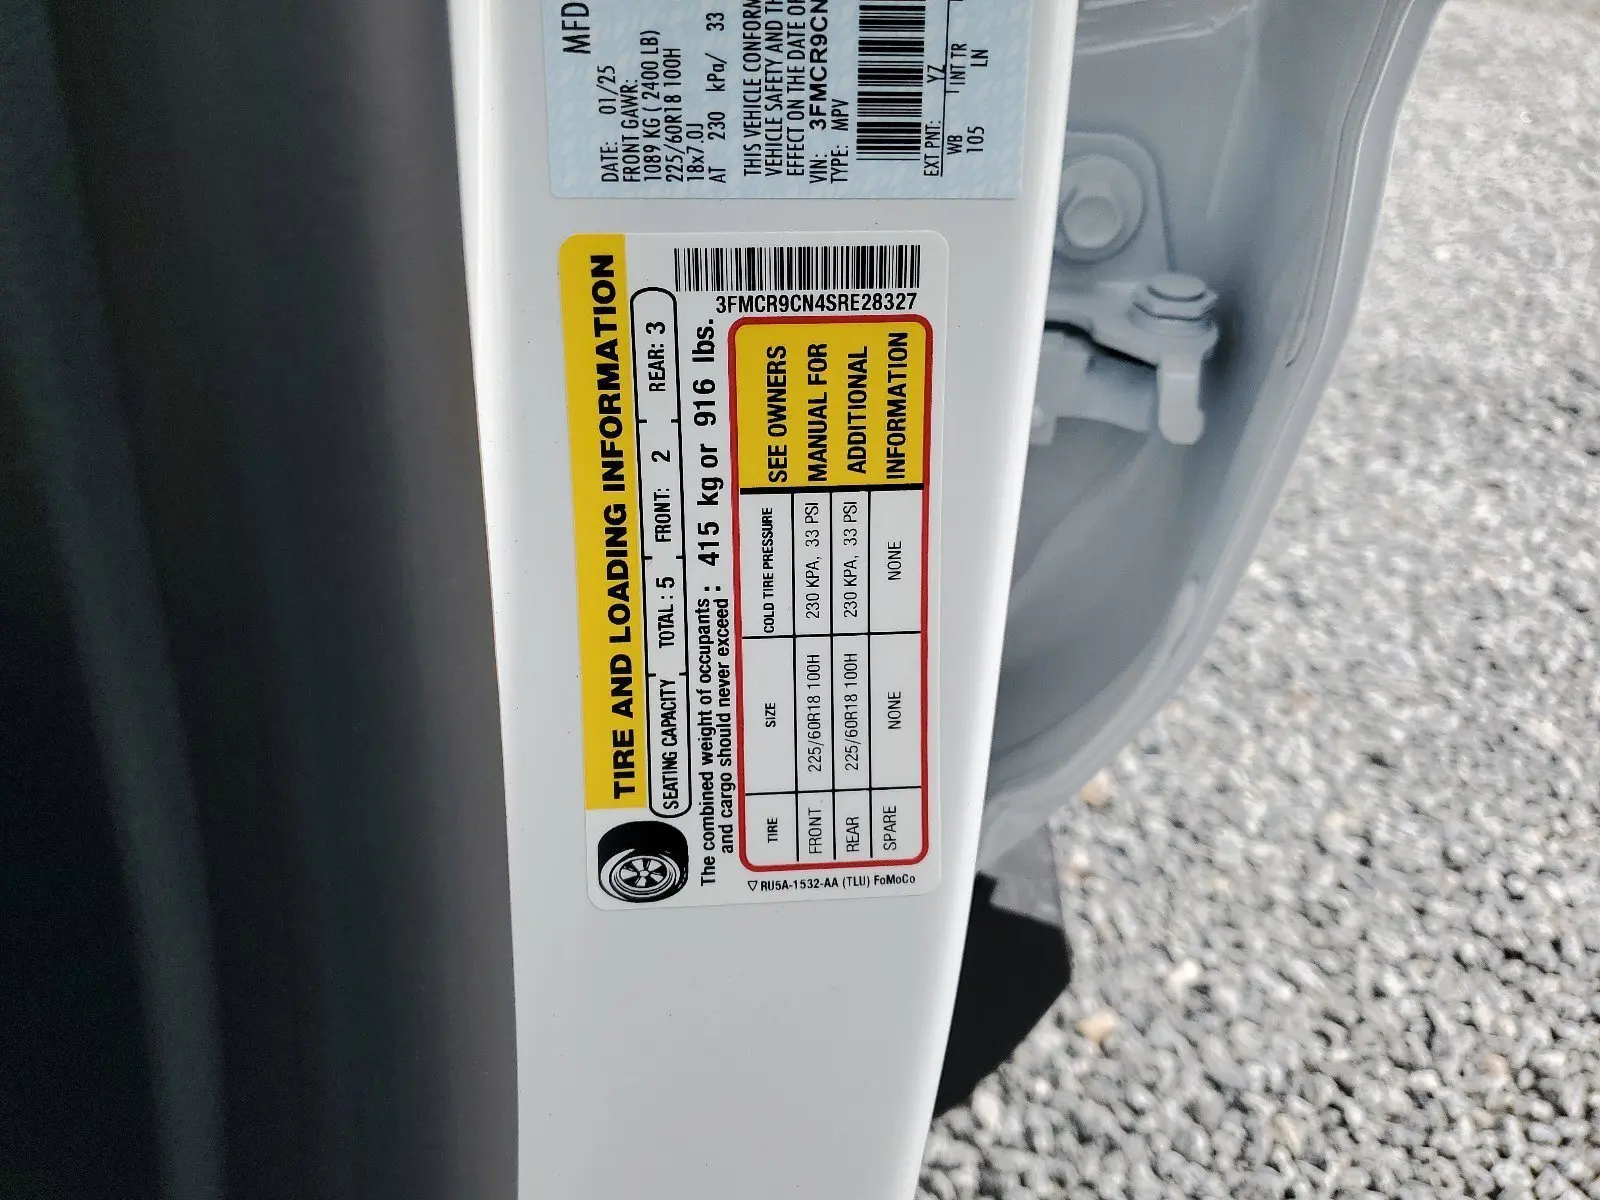 MFD
DATE: 01/25
FRONT GAWR:
1089 KG ( 2400 LB)
225/60R18 100H
18x7.0J
AT 230 kPa/ 33
THIS VEHICLE CONFORM
VEHICLE SAFETY AND TH
EFFECT ON THE DATE OF
VIN: 3FMCR9CN
TYPE: MPV
EXT PNT: YZ
WB INT TR
105 LN
TIRE AND LOADING INFORMATION
SEATING CAPACITY TOTAL: 5 FRONT: 2 REAR: 3
The combined weight of occupants
and cargo should never exceed : 415 kg or 916 lbs.
3FMCR9CN4SRE28327
TIRE SIZE COLD TIRE PRESSURE
FRONT 225/60R18 100H 230 KPA, 33 PSI
REAR 225/60R18 100H 230 KPA, 33 PSI
SPARE NONE NONE
SEE OWNERS
MANUAL FOR
ADDITIONAL
INFORMATION
RU5A-1532-AA (TLU) FoMoCo